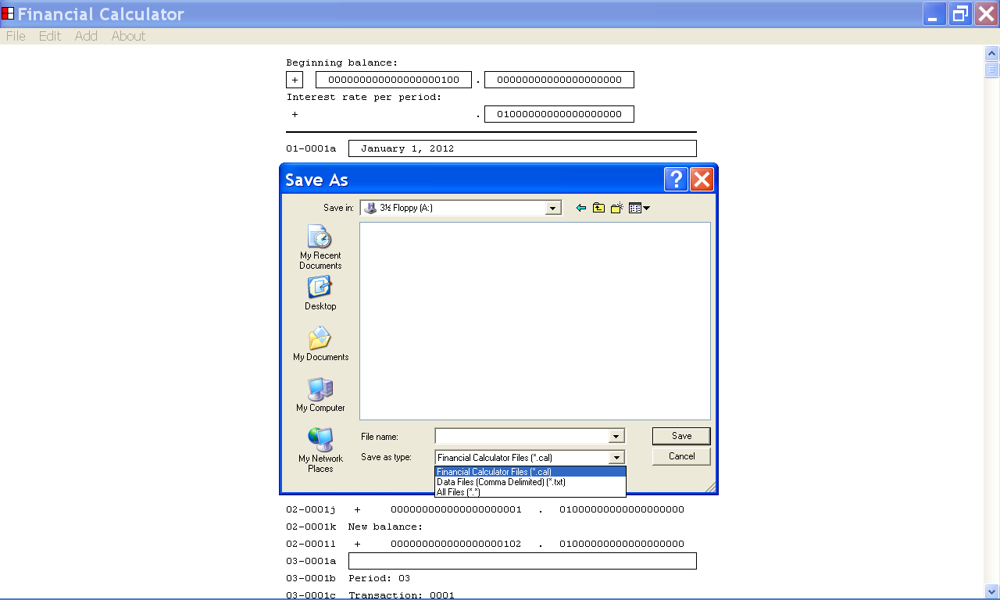 Financial Calculator
File Edit Add About
Beginning balance:
+ 000000000000000000100 . 00000000000000000000
Interest rate per period:
+ . 01000000000000000000
01-0001a January 1, 2012
Save As
Save in: 3½ Floppy (A:)
My Recent
Documents
Desktop
My Documents
My Computer
My Network
Places
File name:
Save
Save as type: Financial Calculator Files (*.cal)
Cancel
Financial Calculator Files (*.cal)
Data Files (Comma Delimited) (*.txt)
All Files (*.*)
02-0001j + 000000000000000000001 . 01000000000000000000
02-0001k New balance:
02-0001l + 000000000000000000102 . 01000000000000000000
03-0001a
03-0001b Period: 03
03-0001c Transaction: 0001